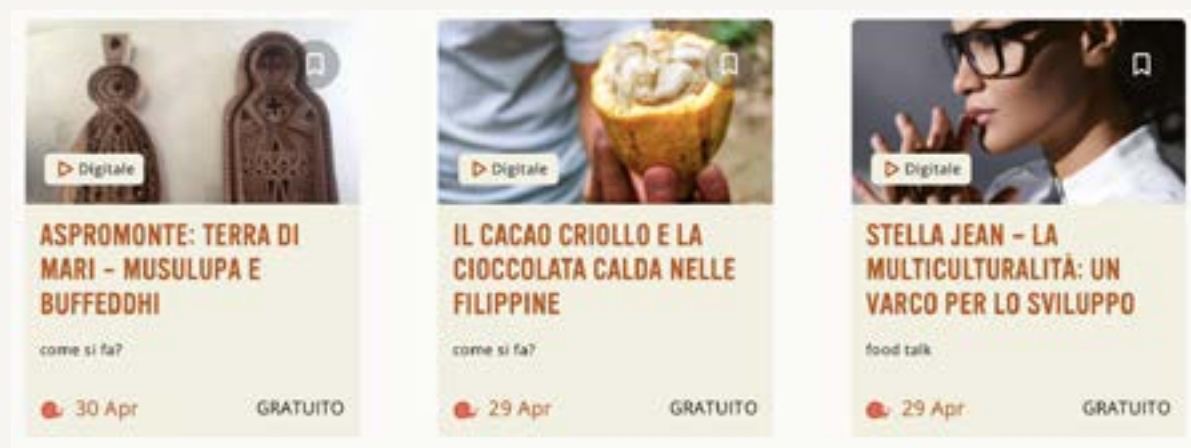 Digitale
ASPROMONTE: TERRA DI
MARI – MUSULUPA E
BUFFEDDHI
come si fa?
30 Apr
GRATUITO
Digitale
IL CACAO CRIOLLO E LA
CIOCCOLATA CALDA NELLE
FILIPPINE
come si fa?
29 Apr
GRATUITO
Digitale
STELLA JEAN – LA
MULTICULTURALITÀ: UN
VARCO PER LO SVILUPPO
food talk
29 Apr
GRATUITO